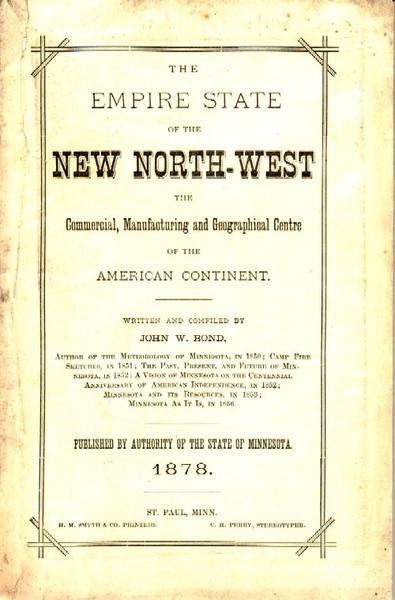 THE
EMPIRE STATE
OF THE
NEW NORTH-WEST
THE
Commercial, Manufacturing and Geographical Centre
OF THE
AMERICAN CONTINENT.
WRITTEN AND COMPILED BY
JOHN W. BOND,
Author of the Meteorology of Minnesota, in 1850; Camp Fire
Sketches, in 1851; The Past, Present, and Future of Min-
nesota, in 1852; A Vision of Minnesota on the Centennial
Anniversary of American Independence, in 1852;
Minnesota and its Resources, in 1853;
Minnesota As It Is, in 1856.
PUBLISHED BY AUTHORITY OF THE STATE OF MINNESOTA.
1878.
ST. PAUL, MINN.
H. M. SMYTH & CO. PRINTERS. C. H. PERRY, STEREOTYPER.